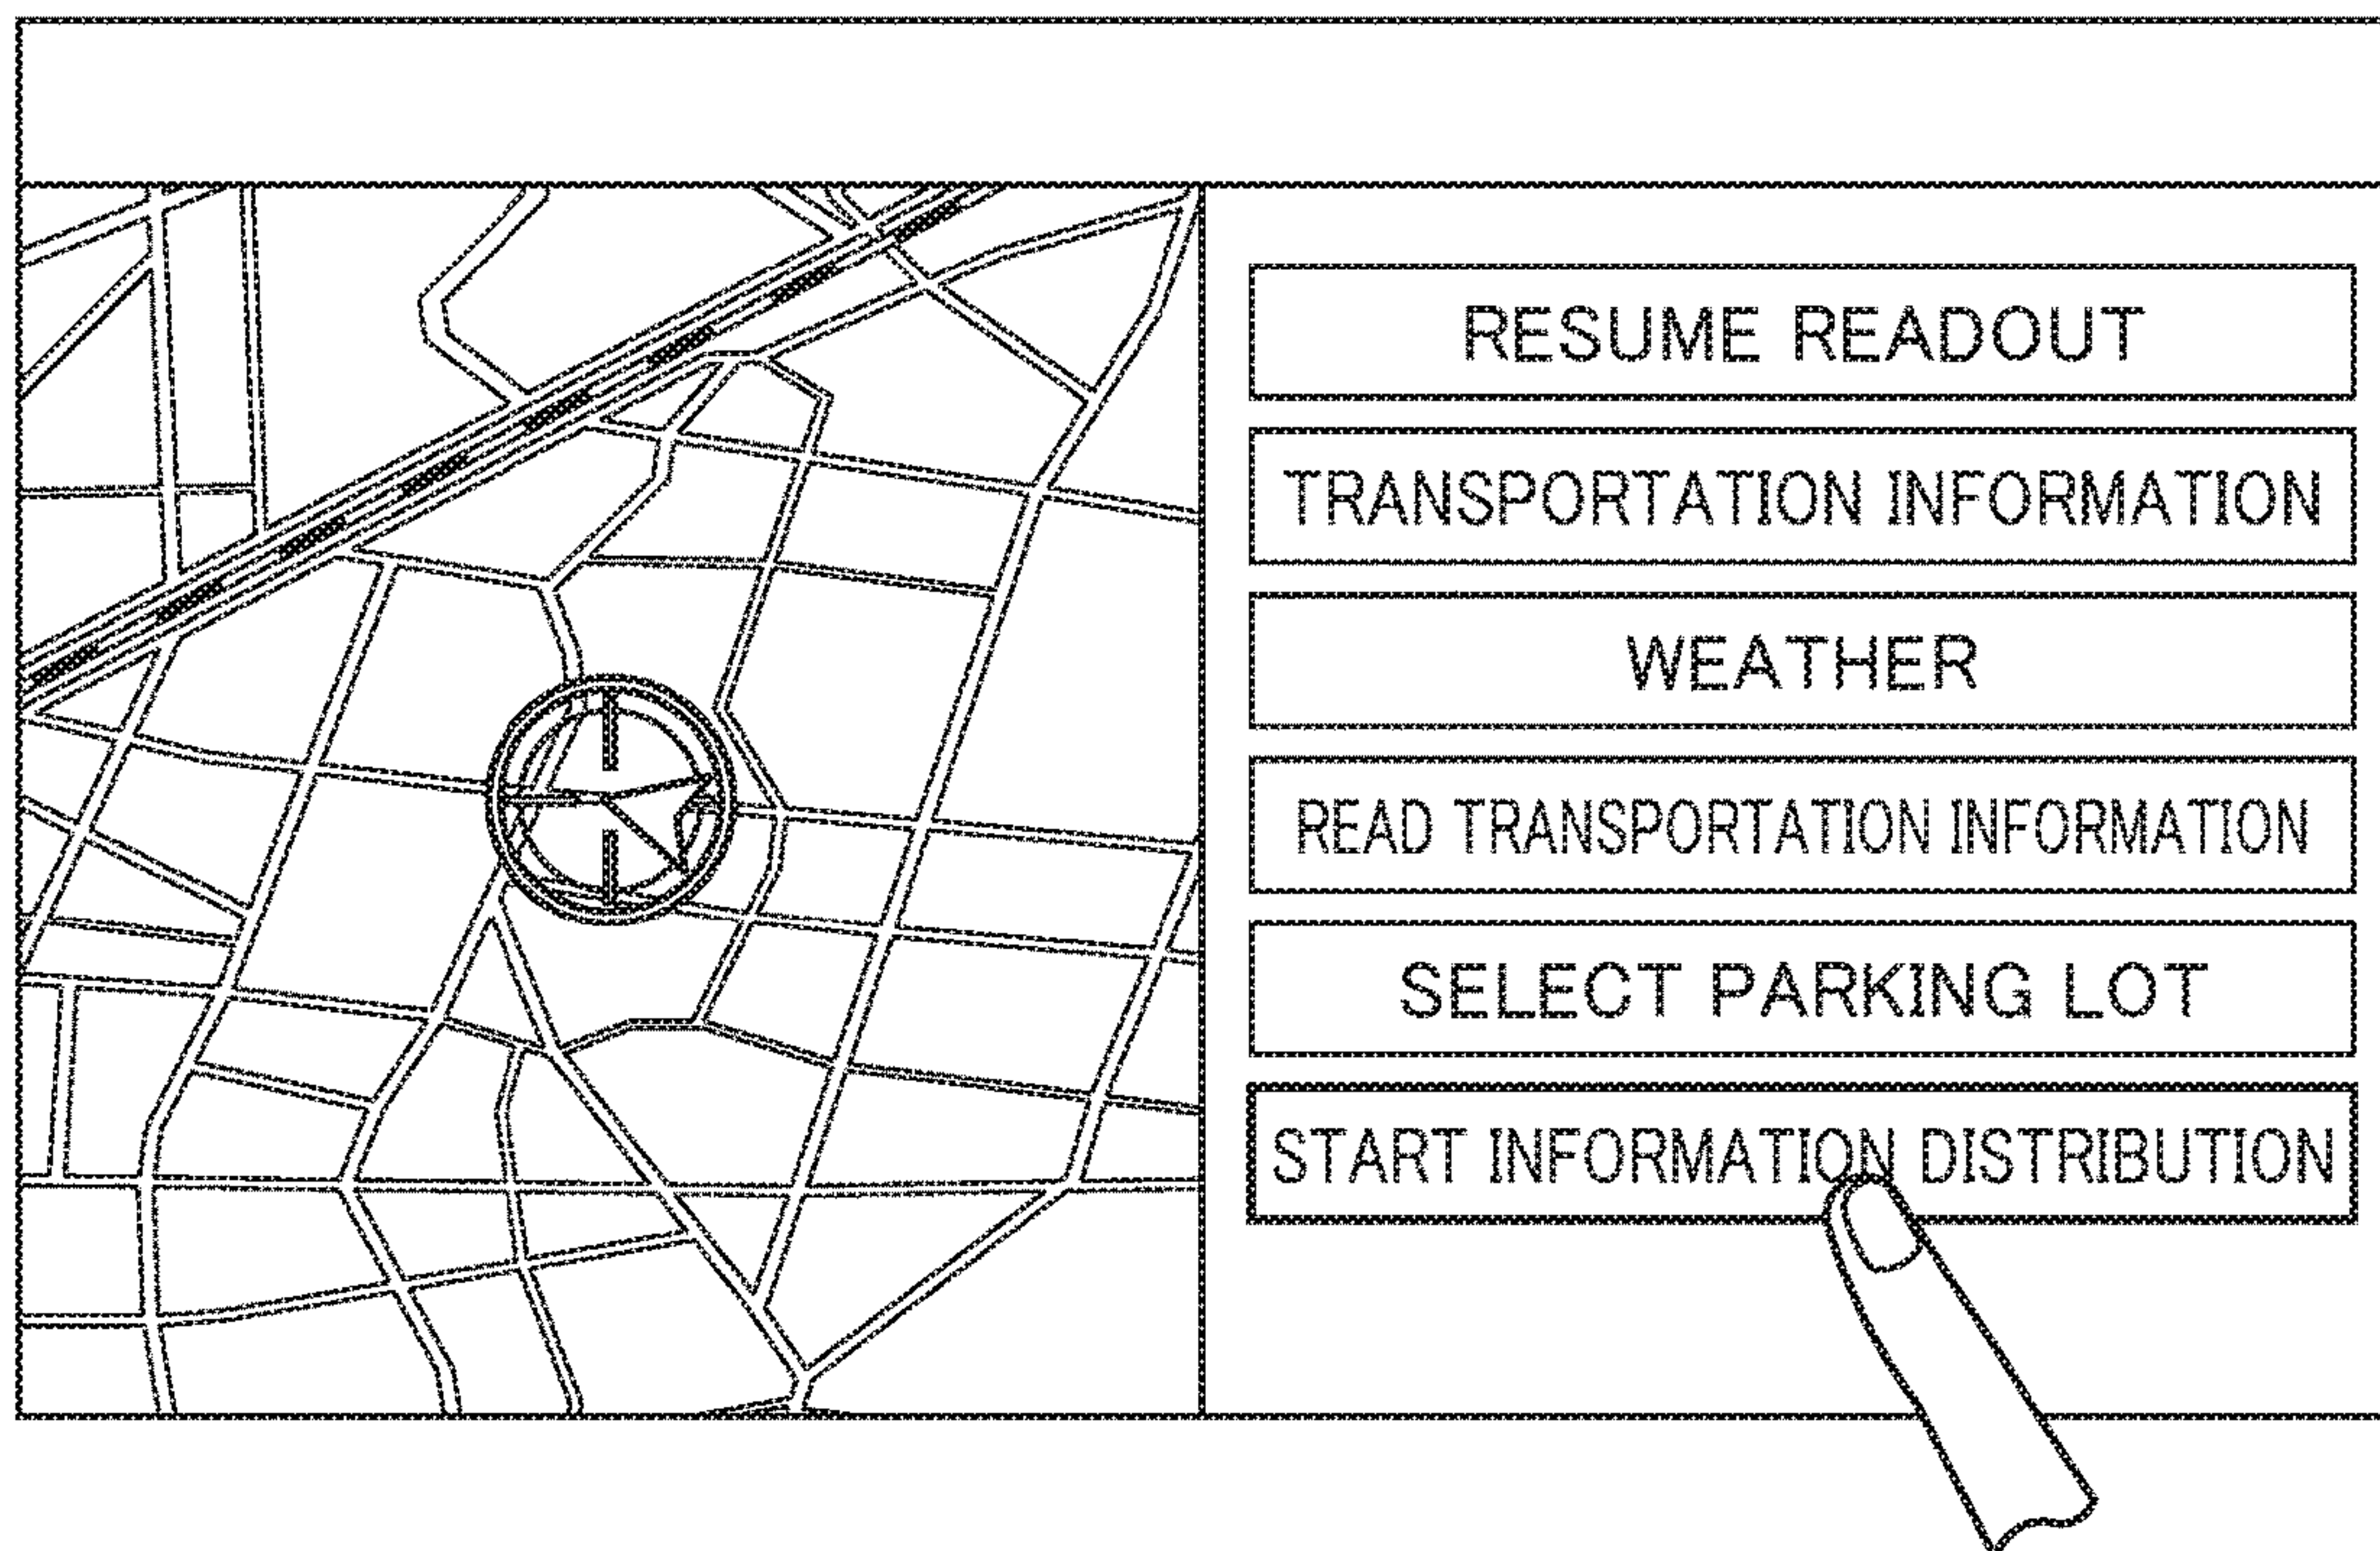 RESUME READOUT
TRANSPORTATION INFORMATION
WEATHER
READ TRANSPORTATION INFORMATION
SELECT PARKING LOT
START INFORMATION DISTRIBUTION